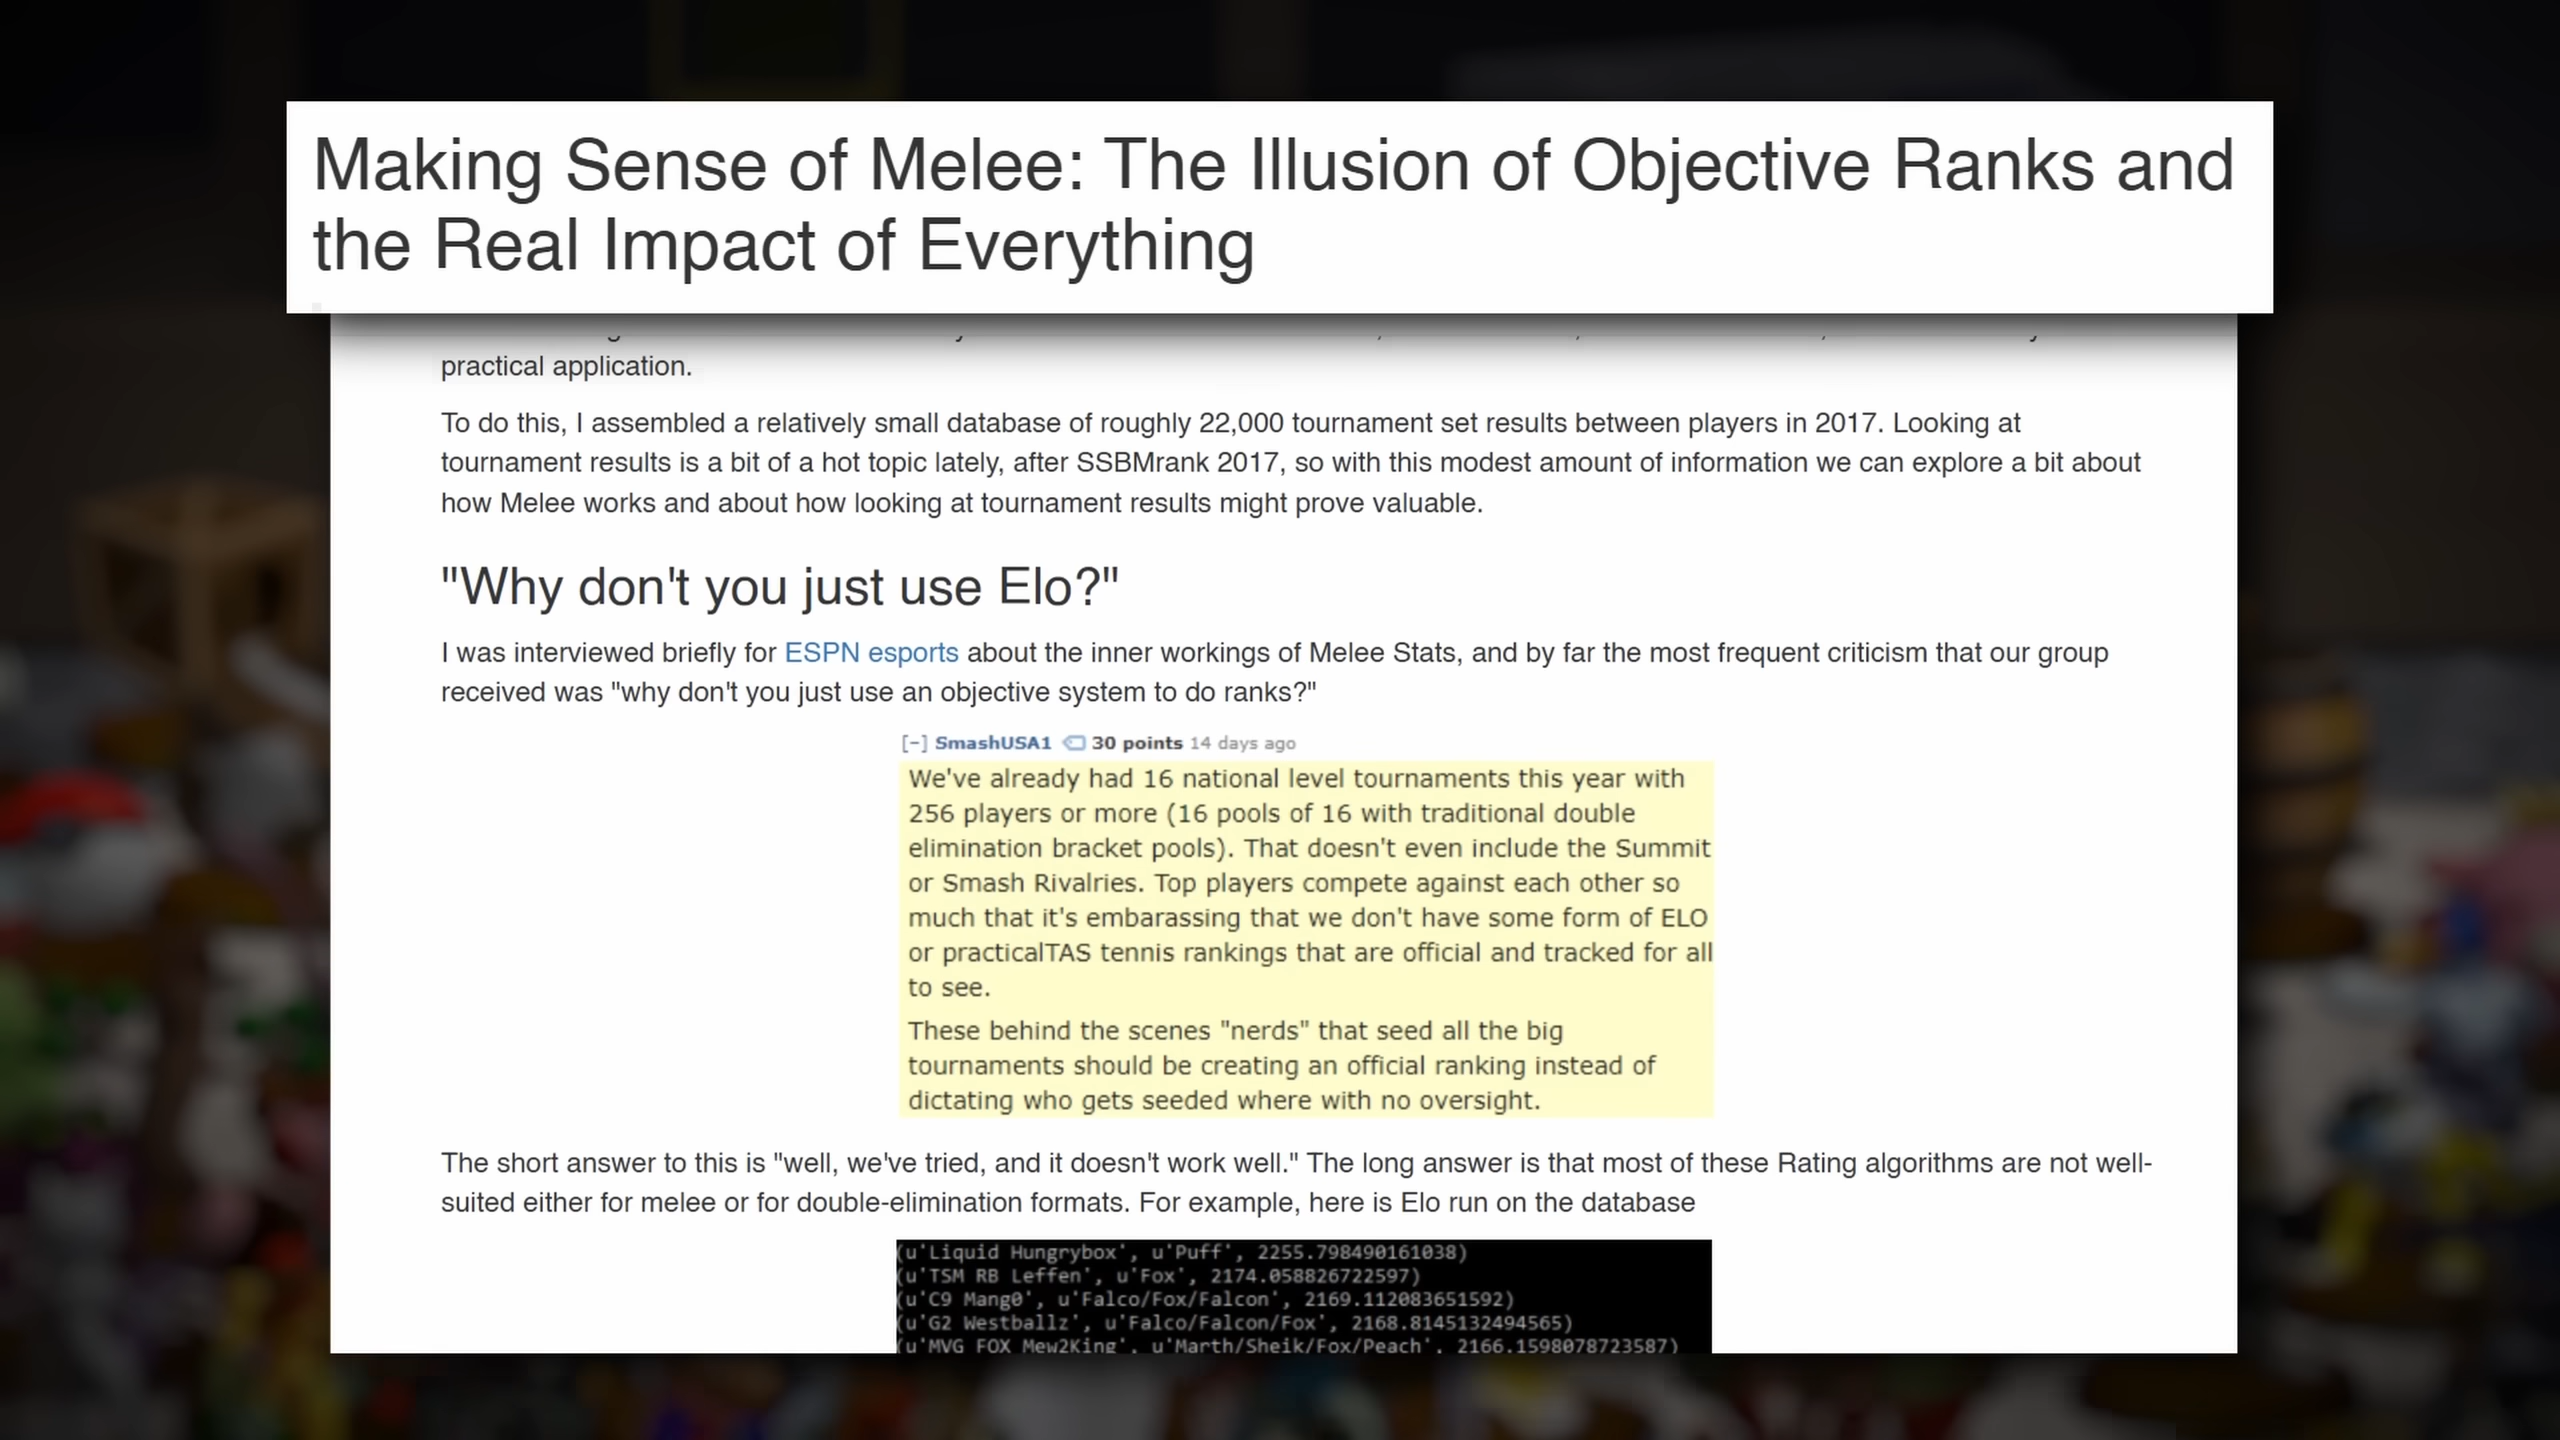 Making Sense of Melee: The Illusion of Objective Ranks and
the Real Impact of Everything
practical application.
To do this, I assembled a relatively small database of roughly 22,000 tournament set results between players in 2017. Looking at
tournament results is a bit of a hot topic lately, after SSBMrank 2017, so with this modest amount of information we can explore a bit about
how Melee works and about how looking at tournament results might prove valuable.
"Why don't you just use Elo?"
I was interviewed briefly for ESPN esports about the inner workings of Melee Stats, and by far the most frequent criticism that our group
received was "why don't you just use an objective system to do ranks?"
[-] SmashUSA1 30 points 14 days ago
We've already had 16 national level tournaments this year with
256 players or more (16 pools of 16 with traditional double
elimination bracket pools). That doesn't even include the Summit
or Smash Rivalries. Top players compete against each other so
much that it's embarassing that we don't have some form of ELO
or practicalTAS tennis rankings that are official and tracked for all
to see.
These behind the scenes "nerds" that seed all the big
tournaments should be creating an official ranking instead of
dictating who gets seeded where with no oversight.
The short answer to this is "well, we've tried, and it doesn't work well." The long answer is that most of these Rating algorithms are not well-
suited either for melee or for double-elimination formats. For example, here is Elo run on the database
(u'Liquid Hungrybox', u'Puff', 2255.798490161038)
(u'TSM RB Leffen', u'Fox', 2174.058826722597)
(u'C9 Mang0', u'Falco/Fox/Falcon', 2169.112083651592)
(u'G2 Westballz', u'Falco/Falcon/Fox', 2168.8145132494565)
(u'MVG FOX Mew2King', u'Marth/Sheik/Fox/Peach', 2166.1598078723587)